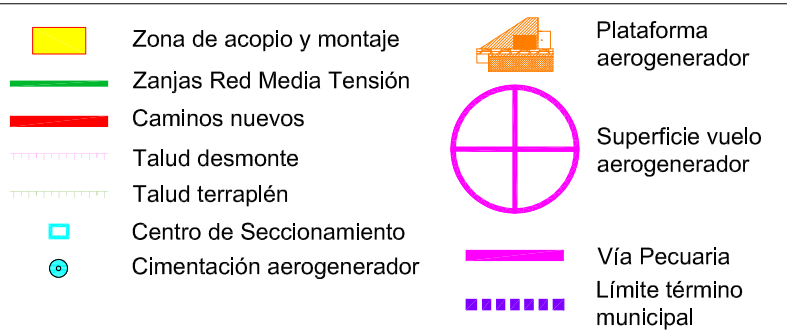 Zona de acopio y montaje
Zanjas Red Media Tensión
Caminos nuevos
Talud desmonte
Talud terraplén
Centro de Seccionamiento
Cimentación aerogenerador
Plataforma
aerogenerador
Superficie vuelo
aerogenerador
Vía Pecuaria
Límite término
municipal